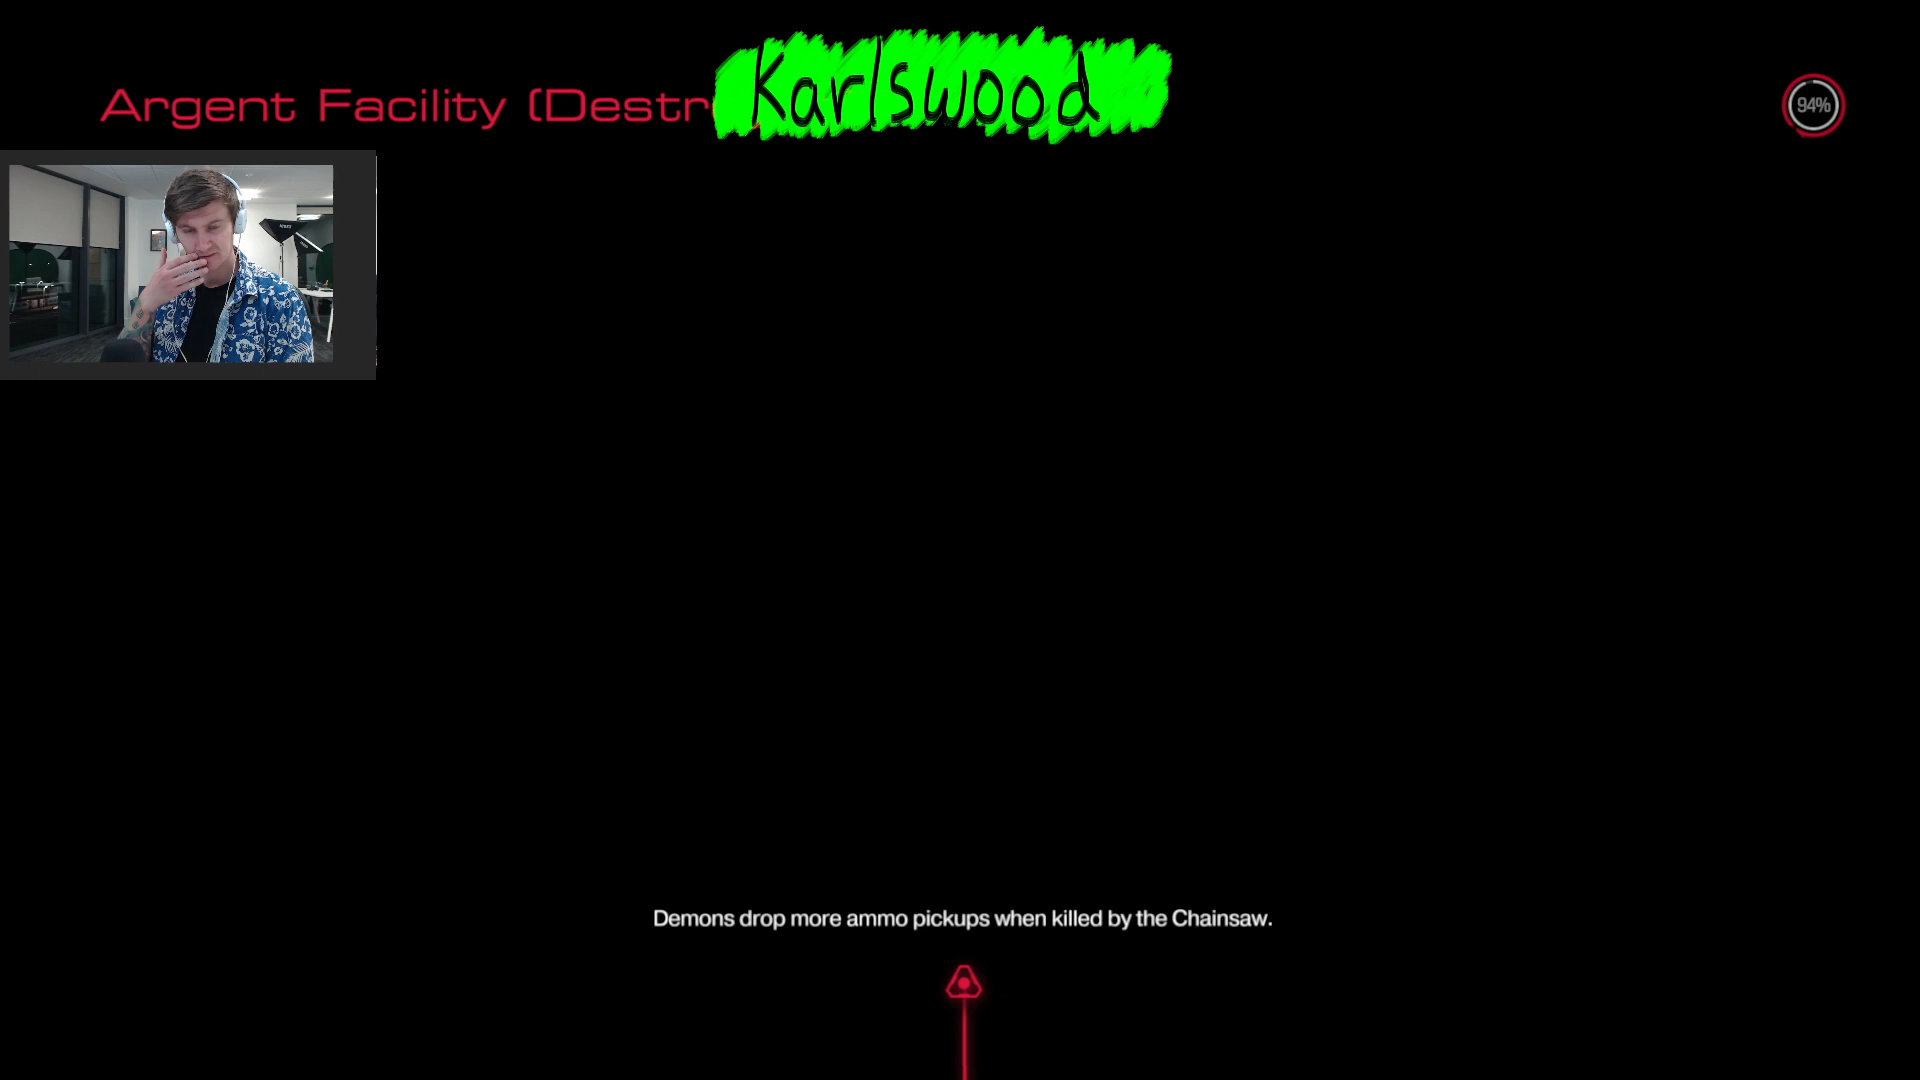 Karlswood
Argent Facility (Destr
94%
Demons drop more ammo pickups when killed by the Chainsaw.